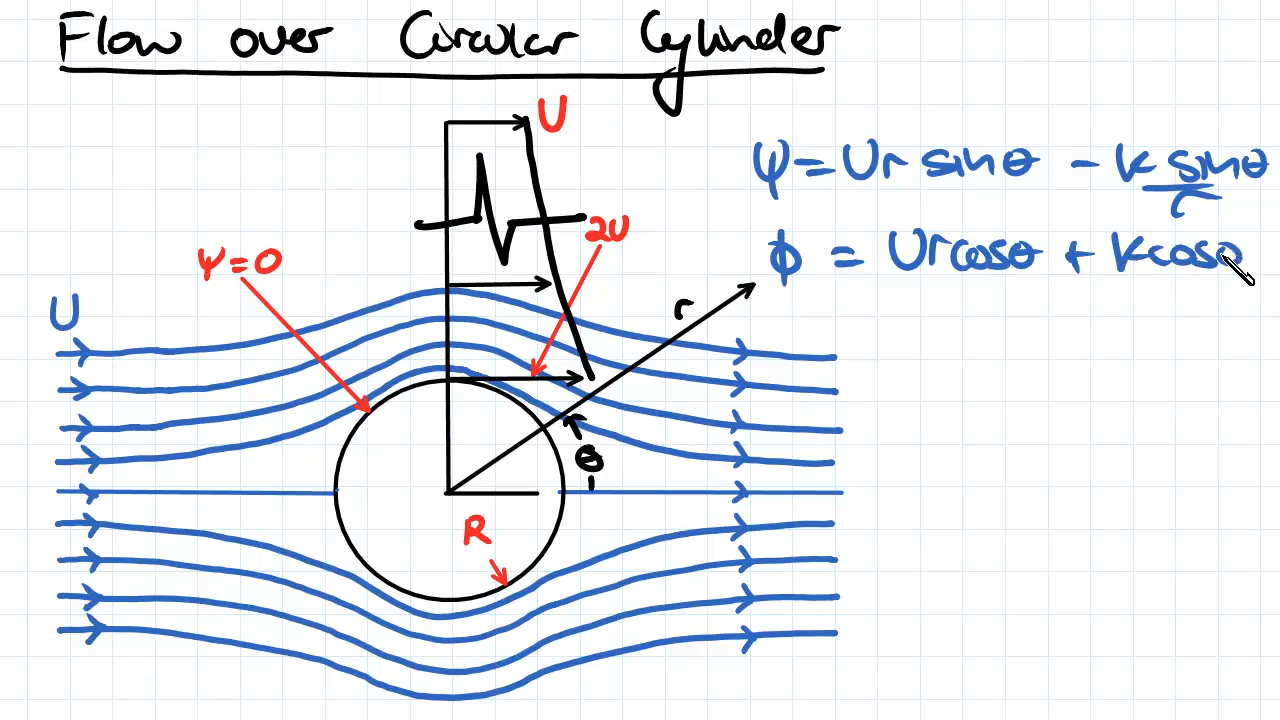 Flow over Circular Cylinder
U
ψ = Ur sinθ - k sinθ
r
2U
ϕ = Ur cosθ + k cosθ
ψ = 0
r
U
θ
R